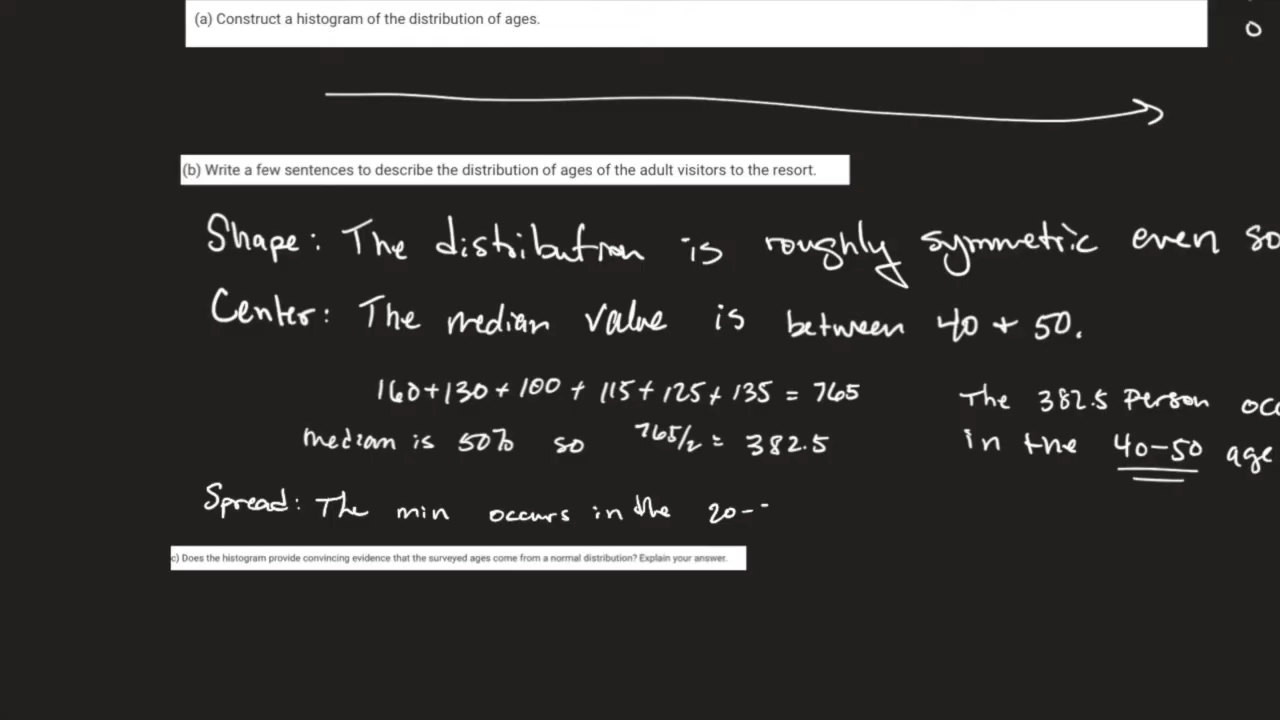 (a) Construct a histogram of the distribution of ages.
(b) Write a few sentences to describe the distribution of ages of the adult visitors to the resort.
Shape: The distribution is roughly symmetric even so
Center: The median value is between 40 + 50.
160+130+100+115+125+135 = 765
median is 50% so 765/2 = 382.5
The 382.5 person occ
in the 40-50 age
Spread: The min occurs in the 20-
c) Does the histogram provide convincing evidence that the surveyed ages come from a normal distribution? Explain your answer.